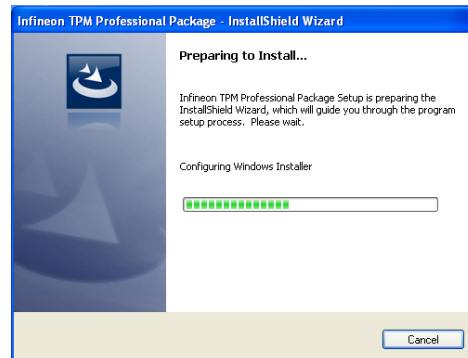 Infineon TPM Professional Package - InstallShield Wizard
Preparing to Install...
Infineon TPM Professional Package Setup is preparing the
InstallShield Wizard, which will guide you through the program
setup process. Please wait.
Configuring Windows Installer
Cancel